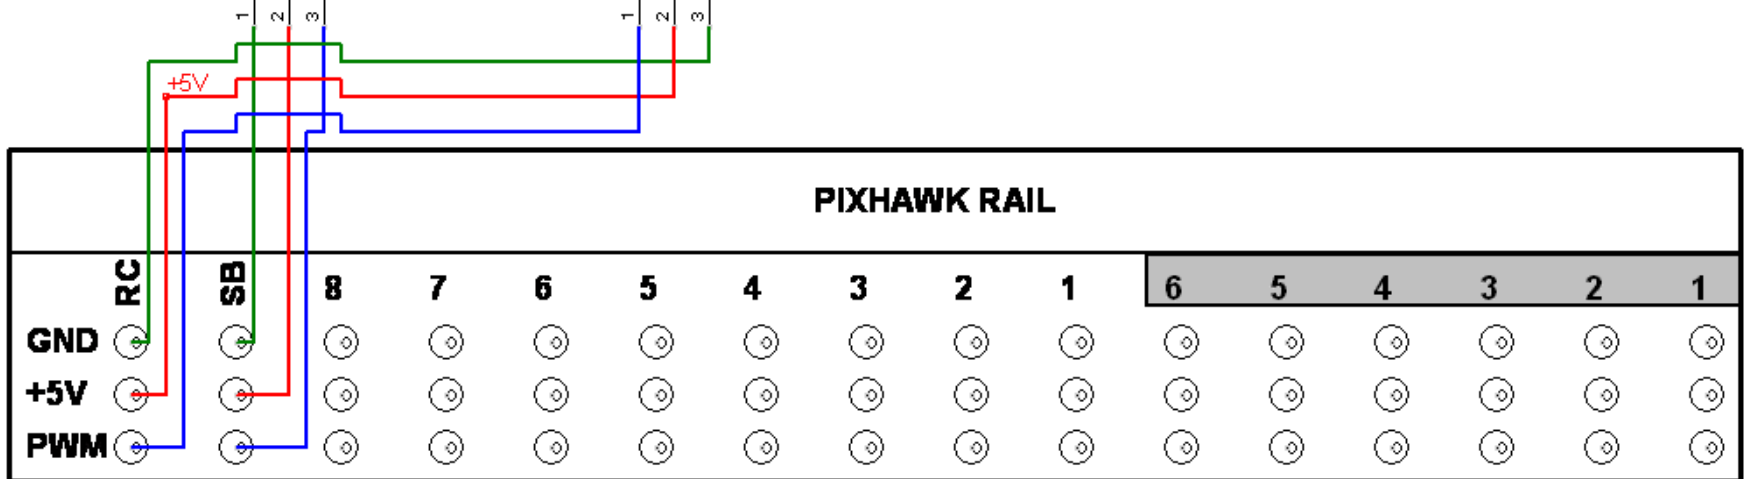 1 2 3 1 2 3
+5V
PIXHAWK RAIL
RC SB 8 7 6 5 4 3 2 1 6 5 4 3 2 1
GND
+5V
PWM